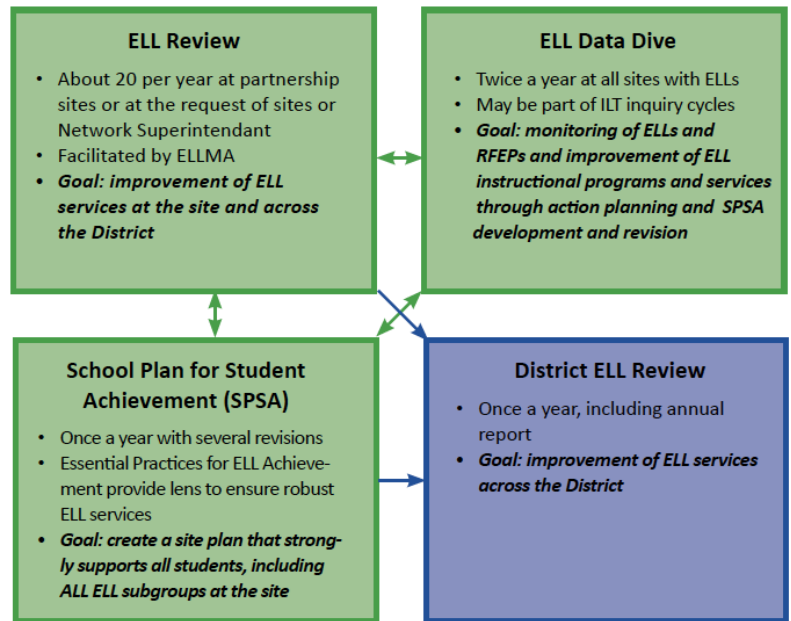 ELL Review
• About 20 per year at partnership
sites or at the request of sites or
Network Superintendant
• Facilitated by ELLMA
• Goal: improvement of ELL
services at the site and across
the District
ELL Data Dive
• Twice a year at all sites with ELLs
• May be part of ILT inquiry cycles
• Goal: monitoring of ELLs and
RFEPs and improvement of ELL
instructional programs and services
through action planning and SPSA
development and revision
School Plan for Student
Achievement (SPSA)
• Once a year with several revisions
• Essential Practices for ELL Achieve-
ment provide lens to ensure robust
ELL services
• Goal: create a site plan that strong-
ly supports all students, including
ALL ELL subgroups at the site
District ELL Review
• Once a year, including annual
report
• Goal: improvement of ELL services
across the District